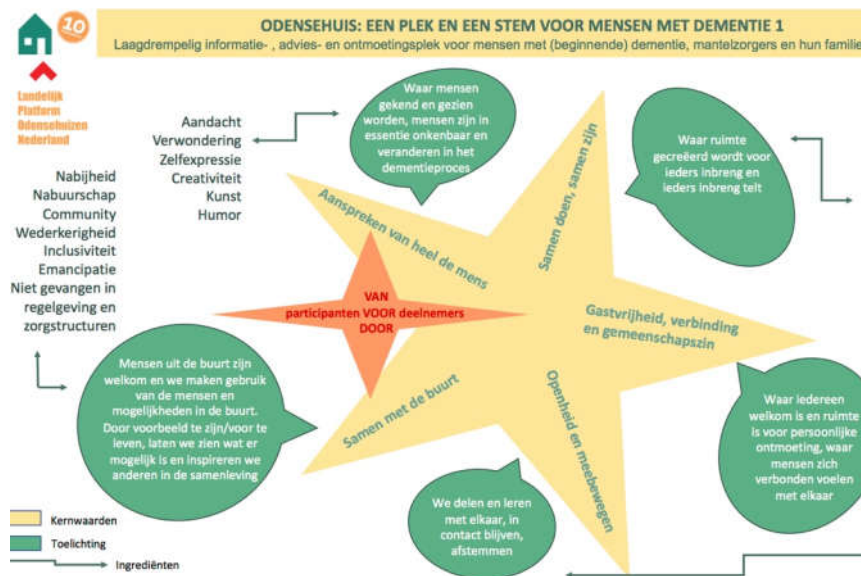 10
Landelijk
Platform
Odensehuizen
Nederland
ODENSEHUIS: EEN PLEK EN EEN STEM VOOR MENSEN MET DEMENTIE 1
Laagdrempelig informatie- , advies- en ontmoetingsplek voor mensen met (beginnende) dementie, mantelzorgers en hun familie
Aandacht
Verwondering
Zelfexpressie
Creativiteit
Kunst
Humor
Waar mensen
gekend en gezien
worden, mensen zijn in
essentie onkenbaar en
veranderen in het
dementieproces
Waar ruimte
gecreëerd wordt voor
ieders inbreng en
ieders inbreng telt
Nabijheid
Nabuurschap
Community
Wederkerigheid
Inclusiviteit
Emancipatie
Niet gevangen in
regelgeving en
zorgstructuren
Aanspreken van heel de mens
Samen doen, samen zijn
VAN
participanten VOOR deelnemers
DOOR
Gastvrijheid, verbinding
en gemeenschapszin
Samen met de buurt
Openheid en meebewegen
Mensen uit de buurt zijn
welkom en we maken gebruik
van de mensen en
mogelijkheden in de buurt.
Door voorbeeld te zijn/voor te
leven, laten we zien wat er
mogelijk is en inspireren we
anderen in de samenleving
Waar iedereen
welkom is en ruimte
is voor persoonlijke
ontmoeting, waar
mensen zich
verbonden voelen
met elkaar
We delen en leren
met elkaar, in
contact blijven,
afstemmen
Kernwaarden
Toelichting
Ingrediënten